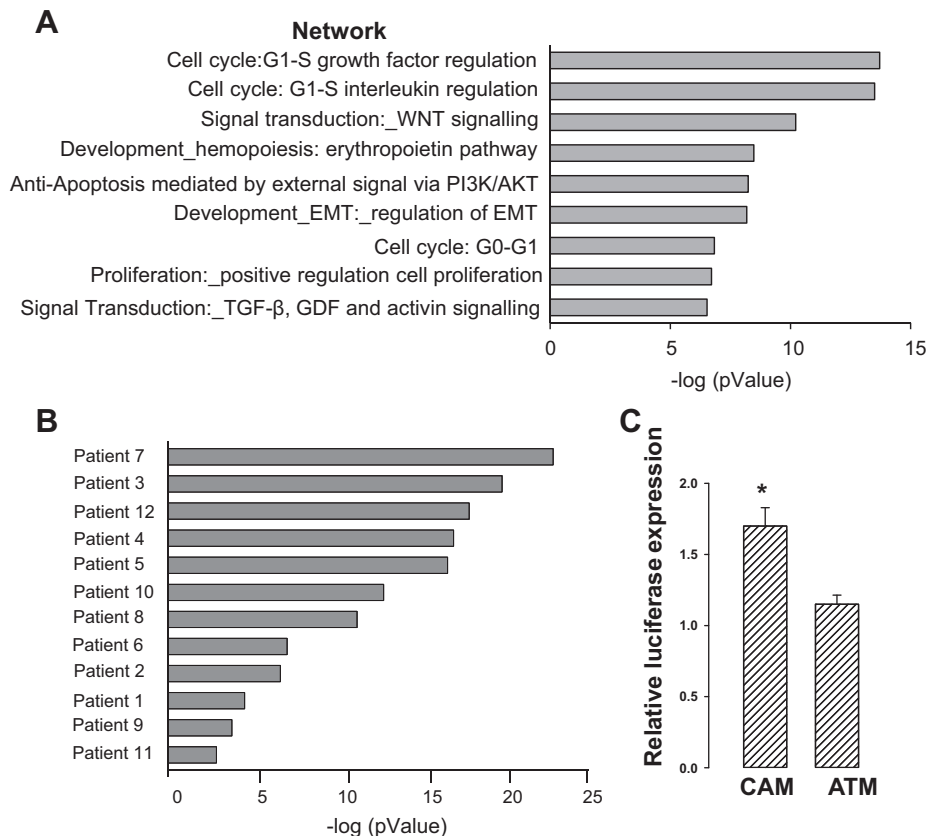 A
Network
Cell cycle:G1-S growth factor regulation
Cell cycle: G1-S interleukin regulation
Signal transduction:_WNT signalling
Development_hemopoiesis: erythropoietin pathway
Anti-Apoptosis mediated by external signal via PI3K/AKT
Development_EMT:_regulation of EMT
Cell cycle: G0-G1
Proliferation:_positive regulation cell proliferation
Signal Transduction:_TGF-β, GDF and activin signalling
0 5 10 15
-log (pValue)
B
Patient 7
Patient 3
Patient 12
Patient 4
Patient 5
Patient 10
Patient 8
Patient 6
Patient 2
Patient 1
Patient 9
Patient 11
0 5 10 15 20 25
-log (pValue)
C
Relative luciferase expression
2.0
1.5
1.0
0.5
0.0
*
CAM ATM